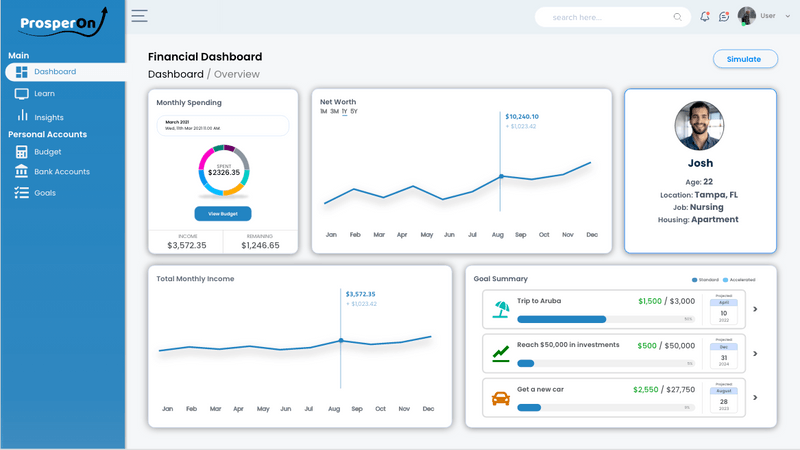 ProsperOn
search here...
User
Main
Dashboard
Learn
Insights
Personal Accounts
Budget
Bank Accounts
Goals
Financial Dashboard
Dashboard / Overview
Simulate
Monthly Spending
March 2021
Wed, 11th Mar 2021 11:00 AM
SPENT
$2326.35
View Budget
INCOME
$3,572.35
REMAINING
$1,246.65
Net Worth
1M 3M 1Y 5Y
$10,240.10
+ $1,023.42
Jan Feb Mar Apr May Jun Jul Aug Sep Oct Nov Dec
Josh
Age: 22
Location: Tampa, FL
Job: Nursing
Housing: Apartment
Total Monthly Income
$3,572.35
+ $1,023.42
Jan Feb Mar Apr May Jun Jul Aug Sep Oct Nov Dec
Goal Summary
Standard Accelerated
Trip to Aruba
$1,500 / $3,000
Projected
April
10
2022
Reach $50,000 in investments
$500 / $50,000
Projected
Dec
31
2024
Get a new car
$2,550 / $27,750
Projected
August
28
2023